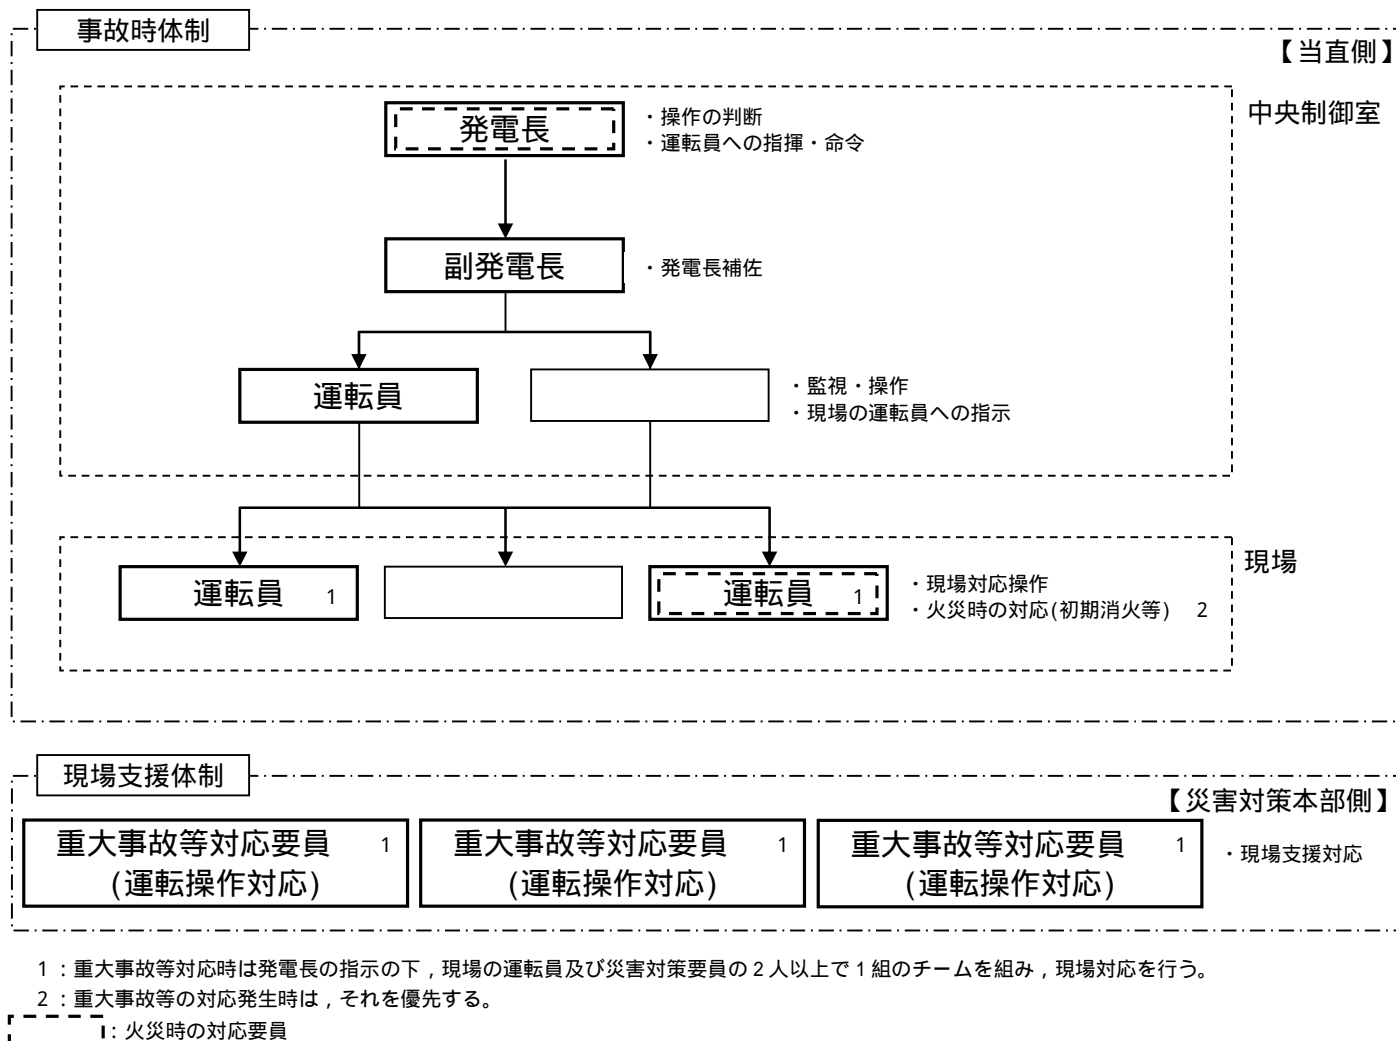 事故時体制
【当直側】
中央制御室
発電長
・操作の判断
・運転員への指揮・命令
副発電長
・発電長補佐
運転員
・監視・操作
・現場の運転員への指示
現場
運転員 1
運転員 1
・現場対応操作
・火災時の対応(初期消火等) 2
現場支援体制
【災害対策本部側】
重大事故等対応要員 1
(運転操作対応)
重大事故等対応要員 1
(運転操作対応)
重大事故等対応要員 1
(運転操作対応)
・現場支援対応
1:重大事故等対応時は発電長の指示の下,現場の運転員及び災害対策要員の2人以上で1組のチームを組み,現場対応を行う。
2:重大事故等の対応発生時は,それを優先する。
:火災時の対応要員